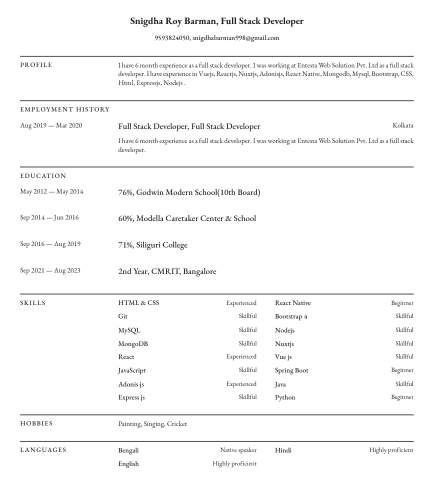 Snigdha Roy Barman, Full Stack Developer
9593824050, snigdhabarman998@gmail.com
PROFILE
I have 6 month experience as a full stack developer. I was working at Entesta Web Solution Pvt. Ltd as a full stack
developer. I have experience in Vuejs, Reactjs, Nuxtjs, Adonisjs, React Native, Mongodb, Mysql, Bootstrap, CSS,
Html, Expressjs, Nodejs .
EMPLOYMENT HISTORY
Aug 2019 — Mar 2020 Full Stack Developer, Full Stack Developer Kolkata
I have 6 month experience as a full stack developer. I was working at Entesta Web Solution Pvt. Ltd as a full stack
developer.
EDUCATION
May 2012 — May 2014 76%, Godwin Modern School(10th Board)
Sep 2014 — Jun 2016 60%, Modella Caretaker Center & School
Sep 2016 — Aug 2019 71%, Siliguri College
Sep 2021 — Aug 2023 2nd Year, CMRIT, Bangalore
SKILLS HTML & CSS Experienced React Native Beginner
Git Skillful Bootstrap 4 Skillful
MySQL Skillful Nodejs Skillful
MongoDB Skillful Nuxtjs Skillful
React Experienced Vue js Skillful
JavaScript Skillful Spring Boot Beginner
Adonis js Experienced Java Skillful
Express js Skillful Python Beginner
HOBBIES Painting, Singing, Cricket
LANGUAGES Bengali Native speaker Hindi Highly proficient
English Highly proficient